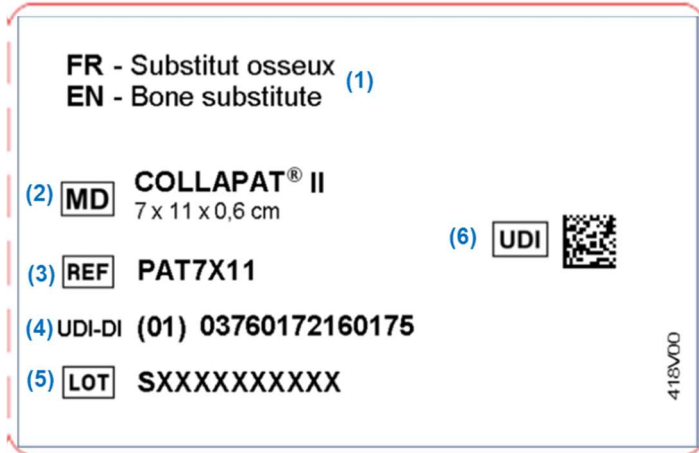 FR - Substitut osseux
EN - Bone substitute
(1)
(2) MD COLLAPAT® II
7 x 11 x 0,6 cm
(6) UDI
(3) REF PAT7X11
(4) UDI-DI (01) 03760172160175
(5) LOT SXXXXXXXXXX
418V00